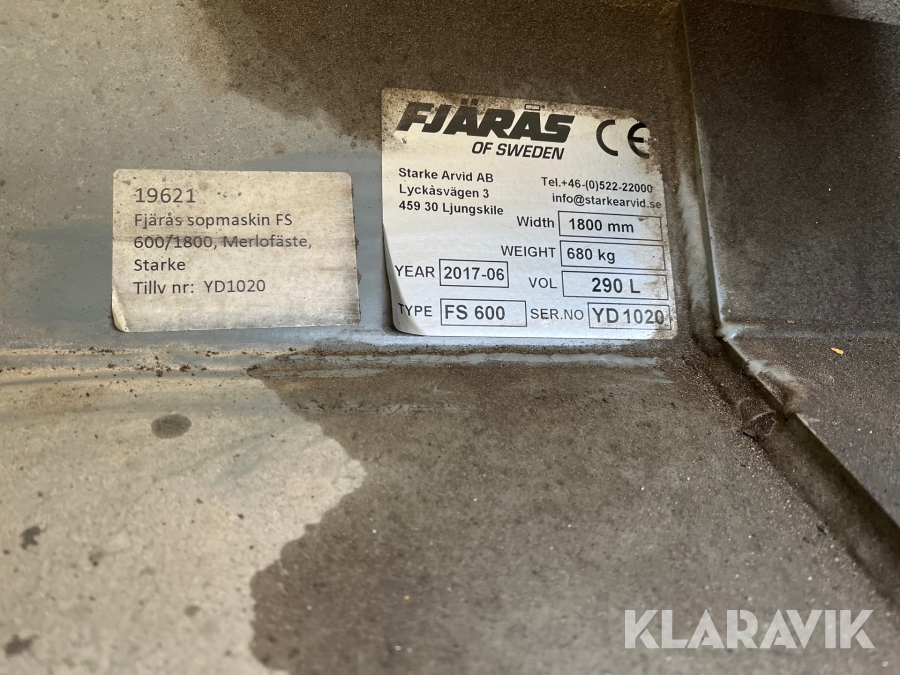 19621
Fjärås sopmaskin FS
600/1800, Merlofäste,
Starke
Tillv nr: YD1020
FJÄRÅS
OF SWEDEN
CE
Starke Arvid AB
Lyckåsvägen 3
459 30 Ljungskile
Tel.+46-(0)522-22000
info@starkearvid.se
Width 1800 mm
WEIGHT 680 kg
YEAR 2017-06 VOL 290 L
TYPE FS 600 SER.NO YD 1020
KLARAVIK